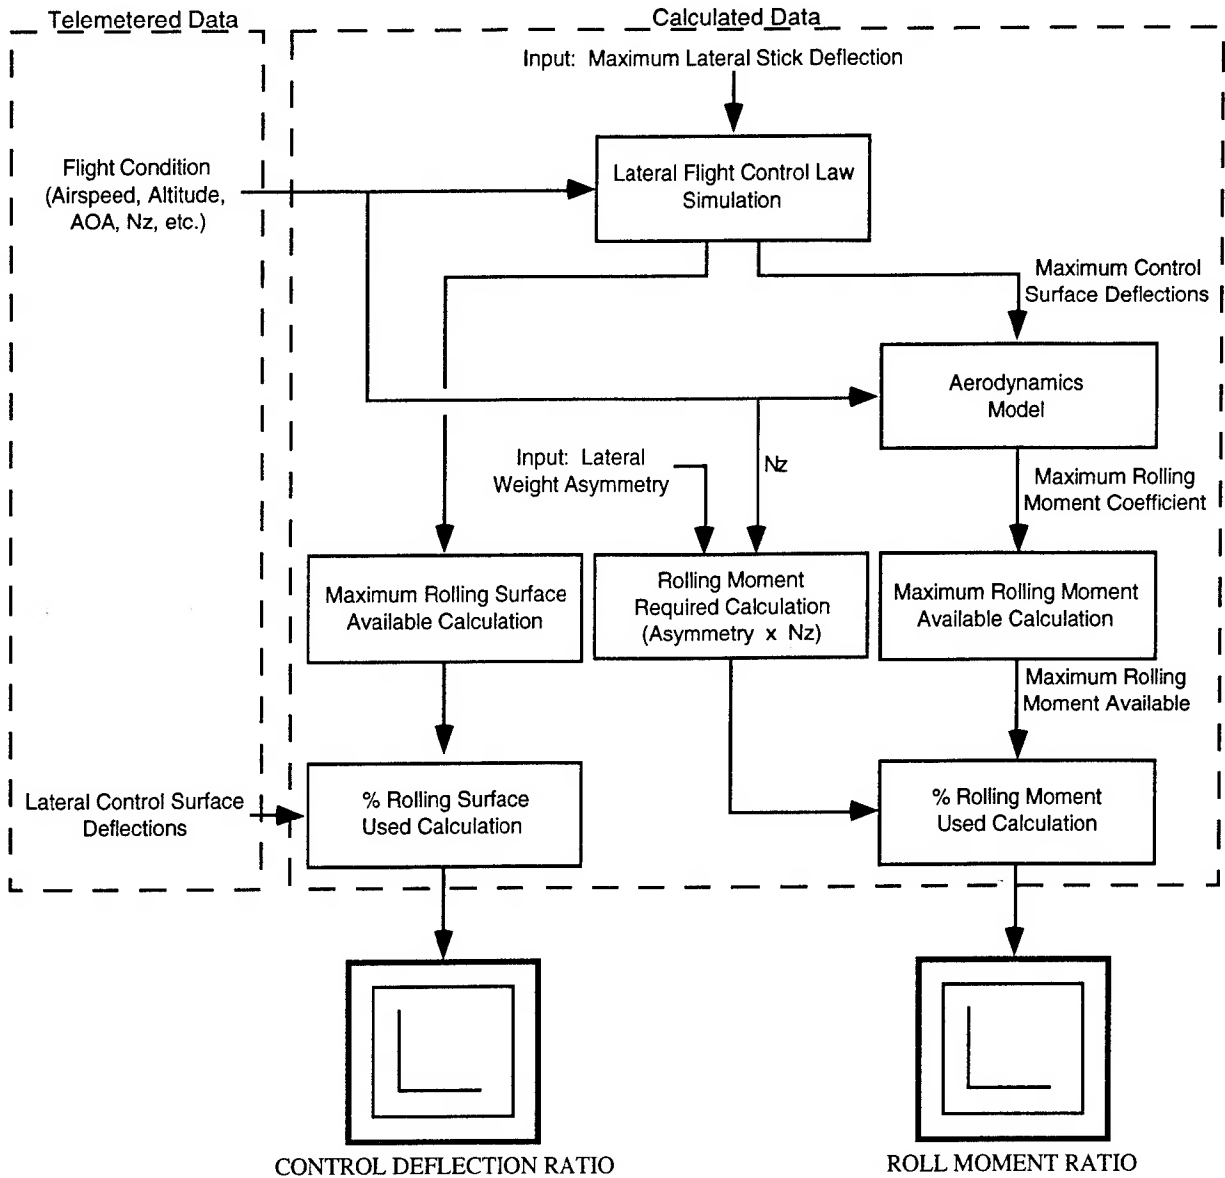 Telemetered Data
Calculated Data
Input: Maximum Lateral Stick Deflection
Flight Condition
(Airspeed, Altitude,
AOA, Nz, etc.)
Lateral Flight Control Law
Simulation
Maximum Control
Surface Deflections
Aerodynamics
Model
Input: Lateral
Weight Asymmetry
Nz
Maximum Rolling
Moment Coefficient
Maximum Rolling Surface
Available Calculation
Rolling Moment
Required Calculation
(Asymmetry x Nz)
Maximum Rolling Moment
Available Calculation
Maximum Rolling
Moment Available
Lateral Control Surface
Deflections
% Rolling Surface
Used Calculation
% Rolling Moment
Used Calculation
CONTROL DEFLECTION RATIO
ROLL MOMENT RATIO